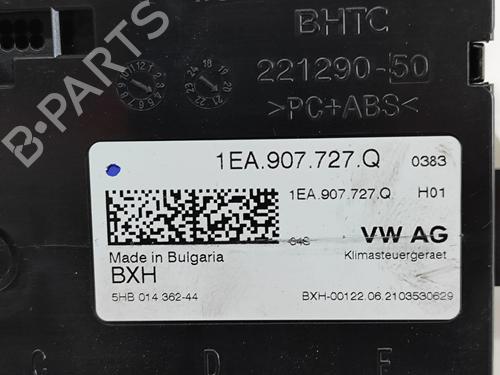 BHTC
221290-50
>PC+ABS<
1EA.907.727.Q 0383
1EA.907.727.Q H01
VW AG
Made in Bulgaria
Klimasteuergeraet
BXH
5HB 014 362-44
BXH-00122.06.2103530629
C D E
B-PARTS